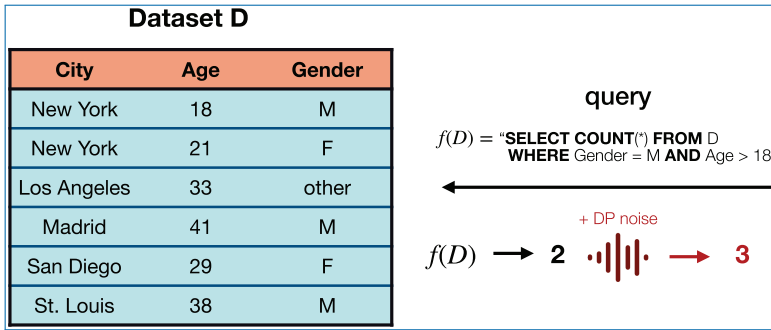 Dataset D
City Age Gender
New York 18 M
New York 21 F
Los Angeles 33 other
Madrid 41 M
San Diego 29 F
St. Louis 38 M
query
f(D) = “SELECT COUNT(*) FROM D
WHERE Gender = M AND Age > 18
+ DP noise
f(D) 2 3